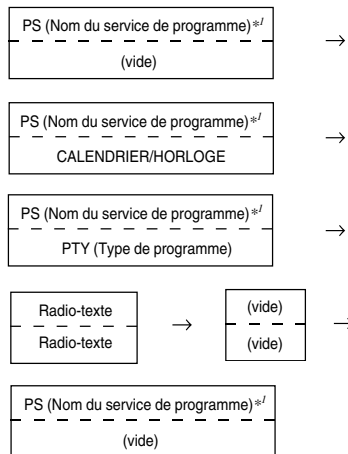 PS (Nom du service de programme)*1
(vide)
→
PS (Nom du service de programme)*1
CALENDRIER/HORLOGE
→
PS (Nom du service de programme)*1
PTY (Type de programme)
→
Radio-texte
Radio-texte
→
(vide)
(vide)
→
PS (Nom du service de programme)*1
(vide)